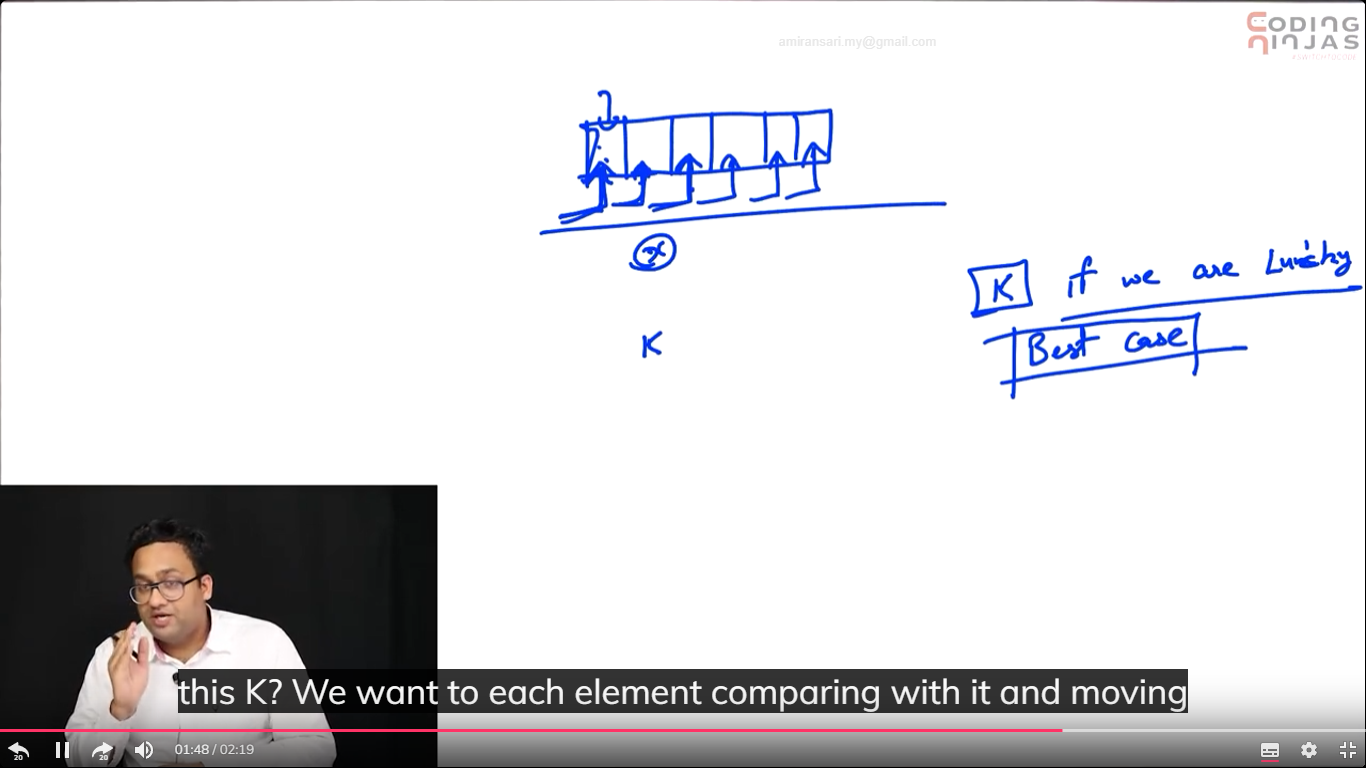 CODING
NINJAS
#SWITCHTOCODE
amiransari.my@gmail.com
x
K if we are Lucky
K
Best case
this K? We want to each element comparing with it and moving
20
20
01:48 / 02:19